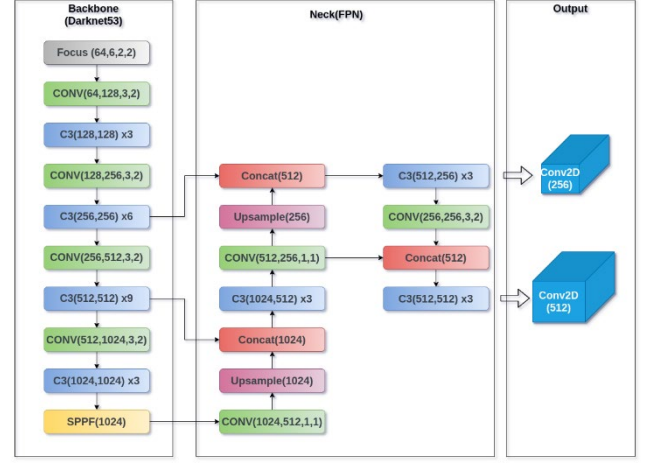 Backbone
(Darknet53)
Focus (64,6,2,2)
CONV(64,128,3,2)
C3(128,128) x3
CONV(128,256,3,2)
C3(256,256) x6
CONV(256,512,3,2)
C3(512,512) x9
CONV(512,1024,3,2)
C3(1024,1024) x3
SPPF(1024)
Neck(FPN)
Concat(512)
Upsample(256)
CONV(512,256,1,1)
C3(1024,512) x3
Concat(1024)
Upsample(1024)
CONV(1024,512,1,1)
C3(512,256) x3
CONV(256,256,3,2)
Concat(512)
C3(512,512) x3
Output
Conv2D
(256)
Conv2D
(512)